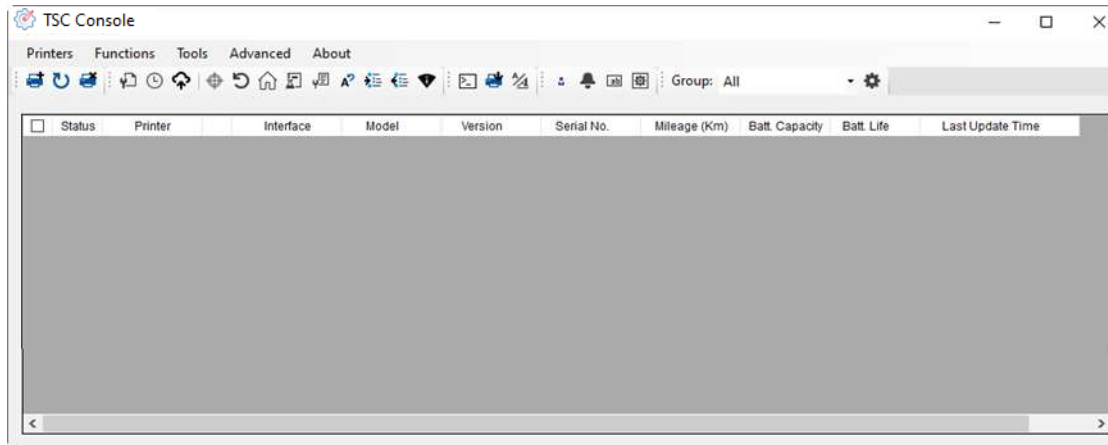 TSC Console
Printers Functions Tools Advanced About
Group: All
Status Printer Interface Model Version Serial No. Mileage (Km) Batt. Capacity Batt. Life Last Update Time